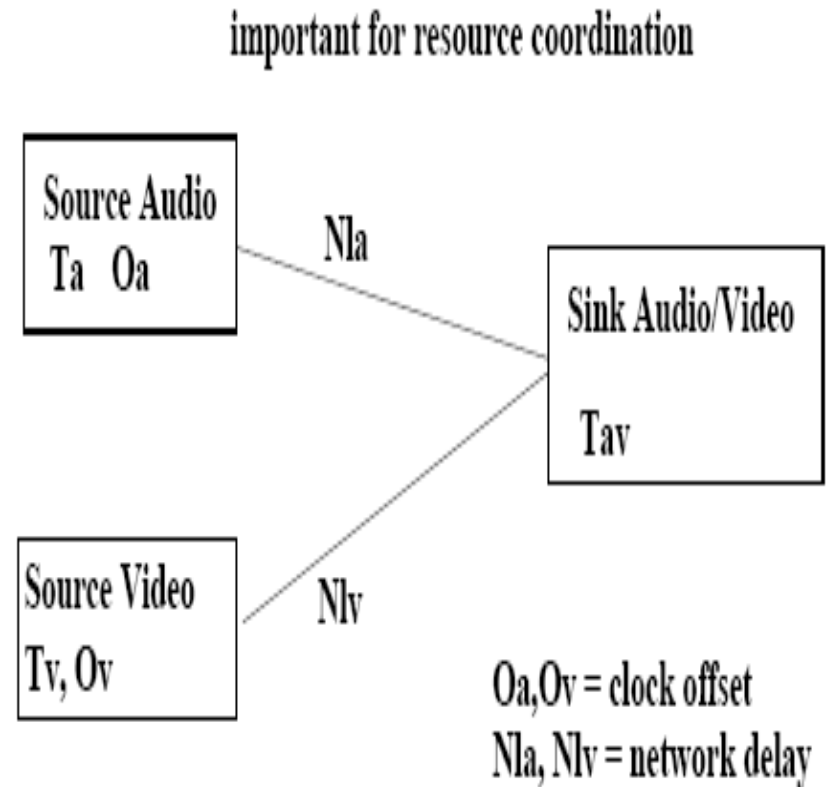 important for resource coordination
Source Audio
Ta Oa
Nla
Sink Audio/Video
Tav
Source Video
Tv, Ov
Nlv
Oa,Ov = clock offset
Nla, Nlv = network delay